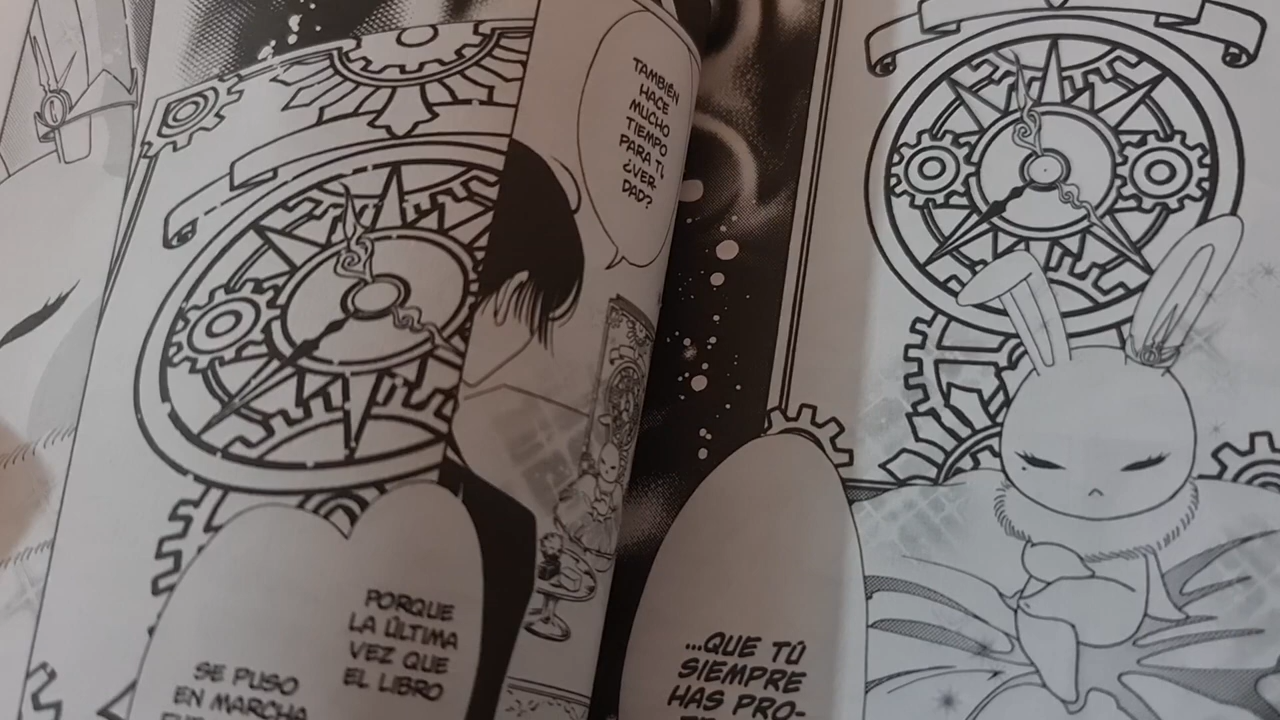 TAMBIÉN
HACE
MUCHO
TIEMPO
PARA TI,
¿VER-
DAD?
PORQUE
LA ÚLTIMA
VEZ QUE
EL LIBRO
SE PUSO
EN MARCHA
...QUE TÚ
SIEMPRE
HAS PRO-